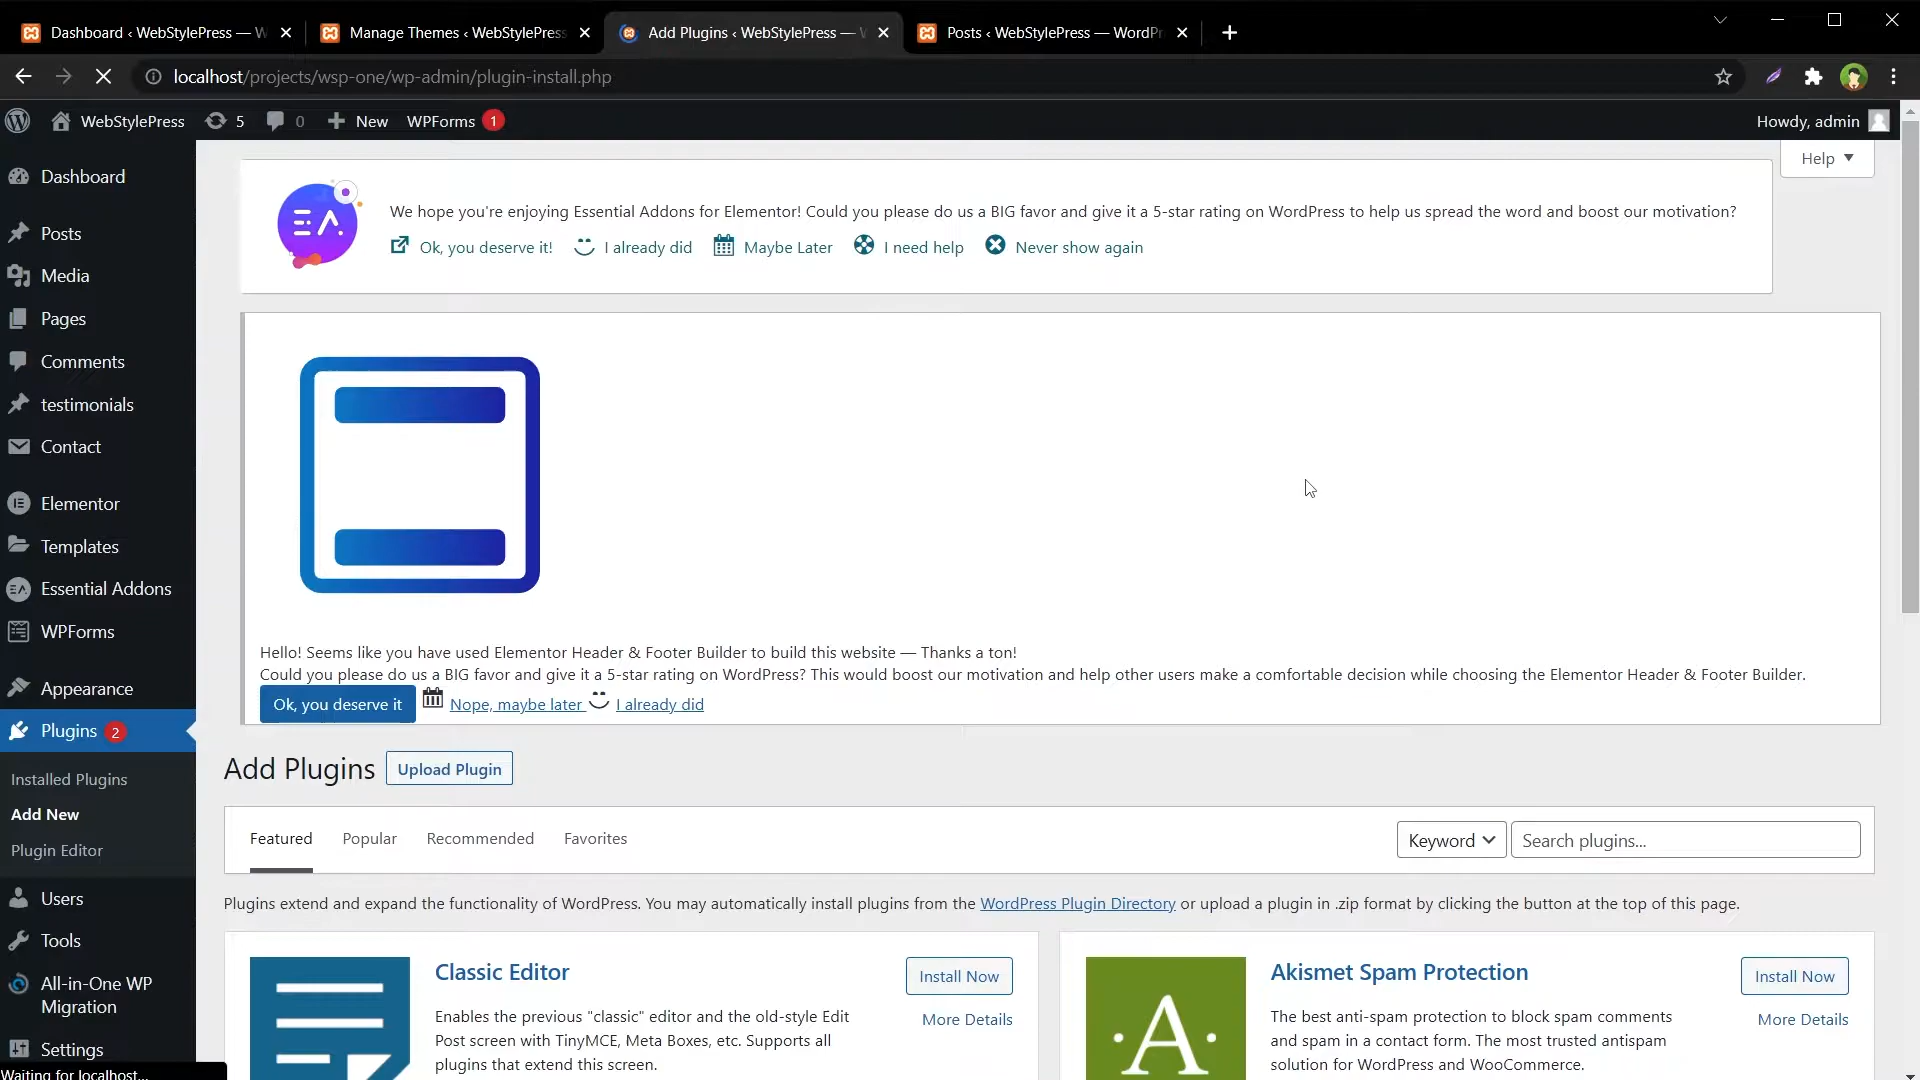 Dashboard ‹ WebStylePress — W
Manage Themes ‹ WebStylePress
Add Plugins ‹ WebStylePress —
Posts ‹ WebStylePress — WordPr
localhost/projects/wsp-one/wp-admin/plugin-install.php
WebStylePress 5 0 New WPForms 1
Howdy, admin
Help
Dashboard
Posts
Media
Pages
Comments
testimonials
Contact
Elementor
Templates
Essential Addons
WPForms
Appearance
Plugins 2
Installed Plugins
Add New
Plugin Editor
Users
Tools
All-in-One WP
Migration
Settings
Waiting for localhost...
EA
We hope you're enjoying Essential Addons for Elementor! Could you please do us a BIG favor and give it a 5-star rating on WordPress to help us spread the word and boost our motivation?
Ok, you deserve it! I already did Maybe Later I need help Never show again
Hello! Seems like you have used Elementor Header & Footer Builder to build this website — Thanks a ton!
Could you please do us a BIG favor and give it a 5-star rating on WordPress? This would boost our motivation and help other users make a comfortable decision while choosing the Elementor Header & Footer Builder.
Ok, you deserve it Nope, maybe later I already did
Add Plugins Upload Plugin
Featured Popular Recommended Favorites
Keyword Search plugins...
Plugins extend and expand the functionality of WordPress. You may automatically install plugins from the WordPress Plugin Directory or upload a plugin in .zip format by clicking the button at the top of this page.
Classic Editor
Install Now
More Details
Enables the previous "classic" editor and the old-style Edit
Post screen with TinyMCE, Meta Boxes, etc. Supports all
plugins that extend this screen.
A
Akismet Spam Protection
Install Now
More Details
The best anti-spam protection to block spam comments
and spam in a contact form. The most trusted antispam
solution for WordPress and WooCommerce.